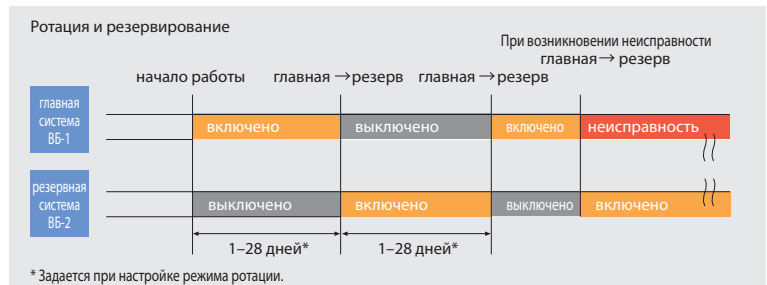 Ротация и резервирование
При возникновении неисправности
главная → резерв
начало работы главная → резерв главная → резерв
главная
система
ВБ-1
включено выключено включено неисправность
резервная
система
ВБ-2
выключено включено выключено включено
1–28 дней* 1–28 дней*
* Задается при настройке режима ротации.